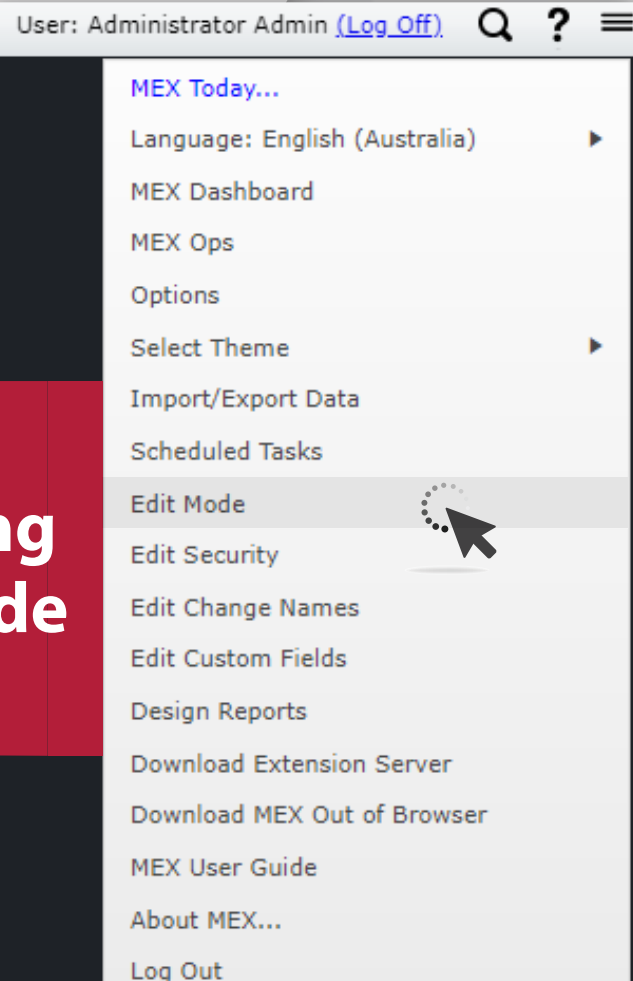 User: Administrator Admin (Log Off) ?
MEX Today...
Language: English (Australia)
MEX Dashboard
MEX Ops
Options
Select Theme
Import/Export Data
Scheduled Tasks
Edit Mode
ng
Edit Security
de
Edit Change Names
Edit Custom Fields
Design Reports
Download Extension Server
Download MEX Out of Browser
MEX User Guide
About MEX...
Log Out